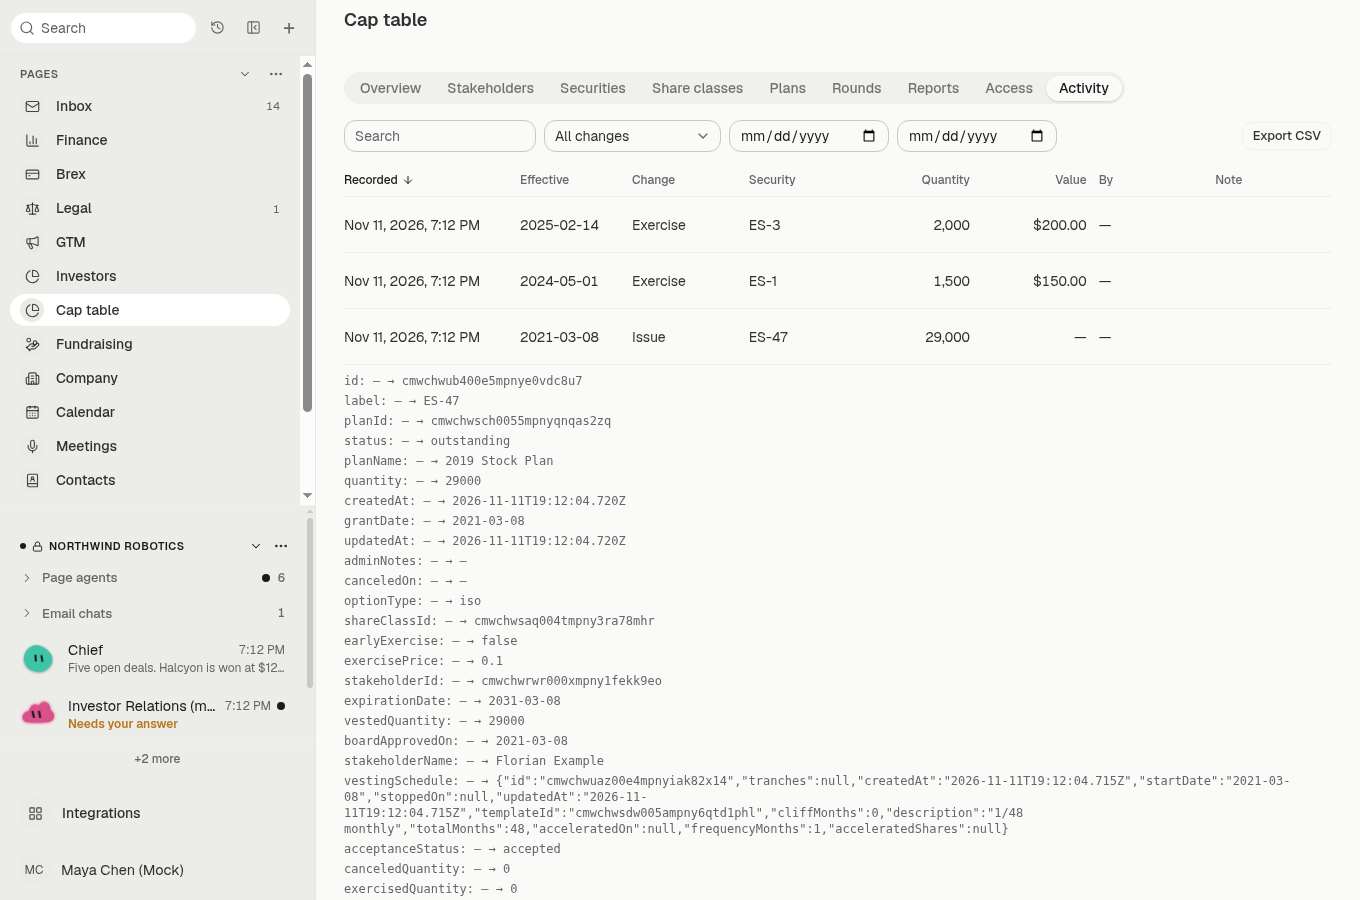 Search
PAGES
Inbox 14
Finance
Brex
Legal 1
GTM
Investors
Cap table
Fundraising
Company
Calendar
Meetings
Contacts
NORTHWIND ROBOTICS
Page agents 6
Email chats 1
Chief 7:12 PM
Five open deals. Halcyon is won at $12...
Investor Relations (m... 7:12 PM
Needs your answer
+2 more
Integrations
MC Maya Chen (Mock)
Cap table
Overview Stakeholders Securities Share classes Plans Rounds Reports Access Activity
Search All changes mm/dd/yyyy mm/dd/yyyy Export CSV
Recorded ↓ Effective Change Security Quantity Value By Note
Nov 11, 2026, 7:12 PM 2025-02-14 Exercise ES-3 2,000 $200.00 —
Nov 11, 2026, 7:12 PM 2024-05-01 Exercise ES-1 1,500 $150.00 —
Nov 11, 2026, 7:12 PM 2021-03-08 Issue ES-47 29,000 — —
id: — → cmwchwub400e5mpnye0vdc8u7
label: — → ES-47
planId: — → cmwchwsch0055mpnyqnqas2zq
status: — → outstanding
planName: — → 2019 Stock Plan
quantity: — → 29000
createdAt: — → 2026-11-11T19:12:04.720Z
grantDate: — → 2021-03-08
updatedAt: — → 2026-11-11T19:12:04.720Z
adminNotes: — → —
canceledOn: — → —
optionType: — → iso
shareClassId: — → cmwchwsaq004tmpny3ra78mhr
earlyExercise: — → false
exercisePrice: — → 0.1
stakeholderId: — → cmwchwrwr000xmpny1fekk9eo
expirationDate: — → 2031-03-08
vestedQuantity: — → 29000
boardApprovedOn: — → 2021-03-08
stakeholderName: — → Florian Example
vestingSchedule: — → {"id":"cmwchwuaz00e4mpnyiak82x14","tranches":null,"createdAt":"2026-11-11T19:12:04.715Z","startDate":"2021-03-
08","stoppedOn":null,"updatedAt":"2026-11-
11T19:12:04.715Z","templateId":"cmwchwsdw005ampny6qtd1phl","cliffMonths":0,"description":"1/48
monthly","totalMonths":48,"acceleratedOn":null,"frequencyMonths":1,"acceleratedShares":null}
acceptanceStatus: — → accepted
canceledQuantity: — → 0
exercisedQuantity: — → 0